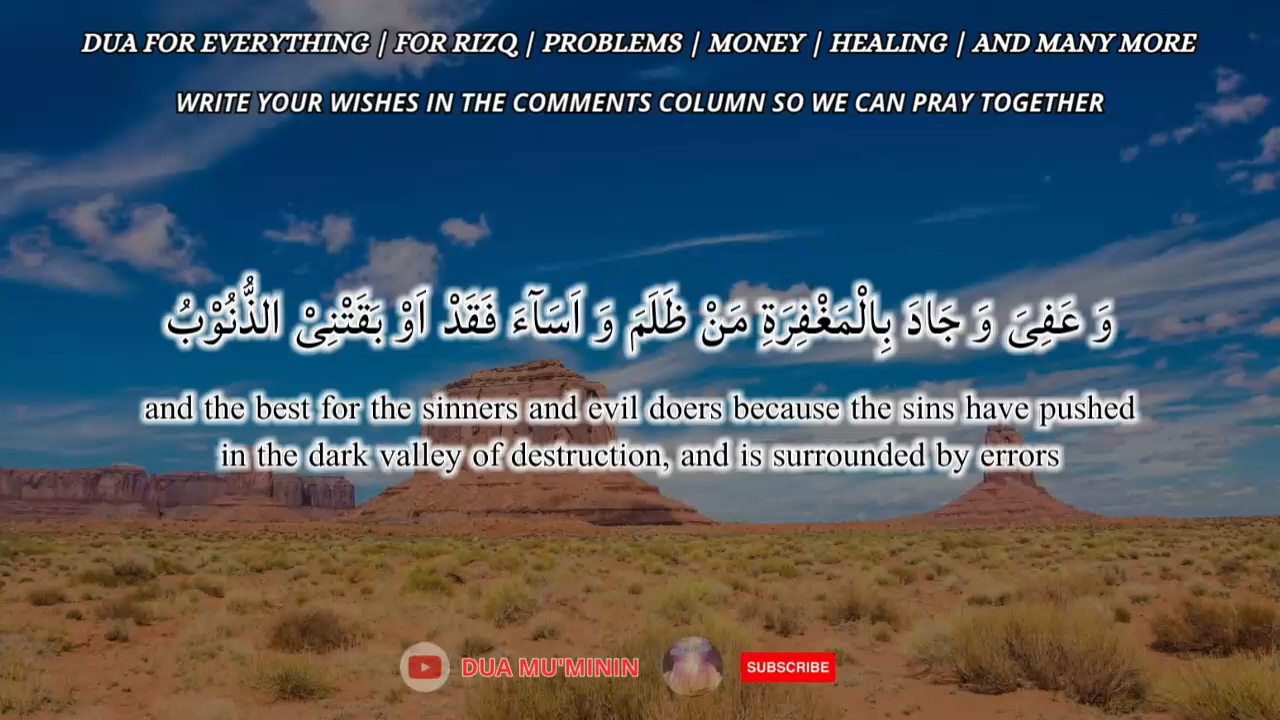 DUA FOR EVERYTHING | FOR RIZQ | PROBLEMS | MONEY | HEALING | AND MANY MORE
WRITE YOUR WISHES IN THE COMMENTS COLUMN SO WE CAN PRAY TOGETHER
وَ عَفِیَ وَ جَادَ بِالْمَغْفِرَةِ مَنْ ظَلَمَ وَ اَسَآءَ فَقَدْ اَوْ بَقَتْنِیْ الذُّنُوْبُ
and the best for the sinners and evil doers because the sins have pushed
in the dark valley of destruction, and is surrounded by errors
DUA MU'MININ
SUBSCRIBE